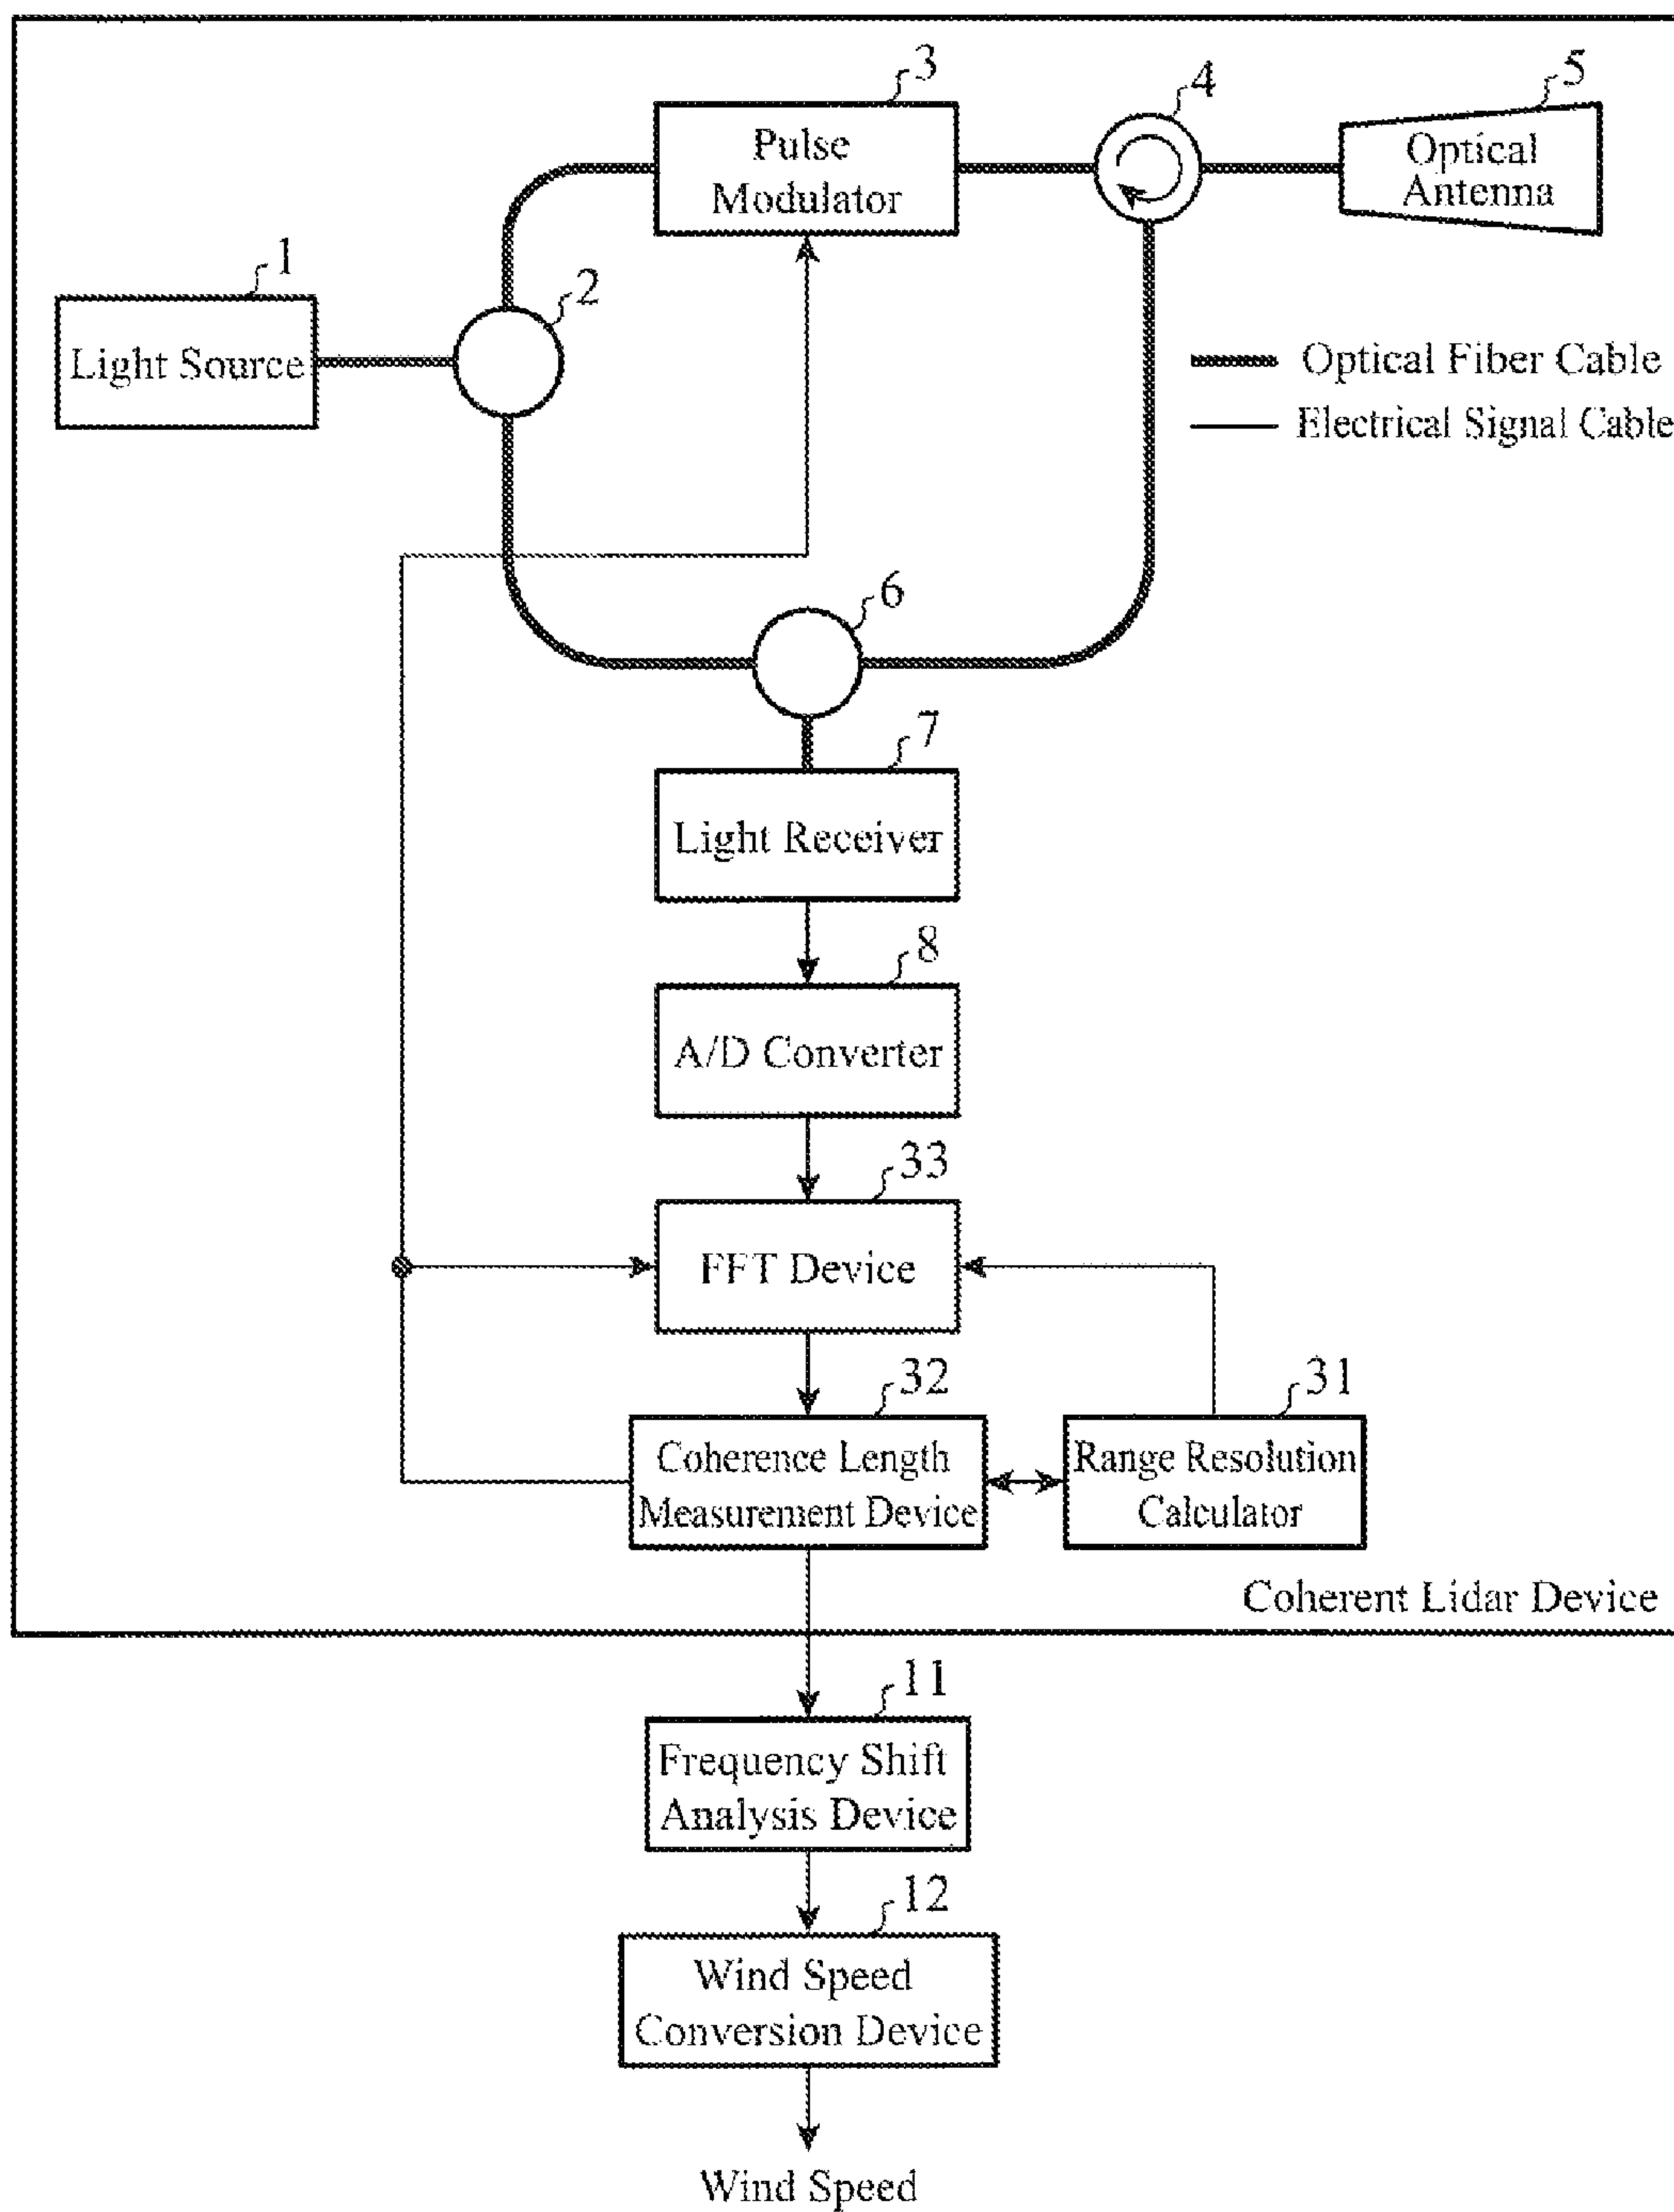 3
Pulse
Modulator
4
5
Optical
Antenna
1
Light Source
2
Optical Fiber Cable
Electrical Signal Cable
6
7
Light Receiver
8
A/D Converter
33
FFT Device
32
Coherence Length
Measurement Device
31
Range Resolution
Calculator
Coherent Lidar Device
11
Frequency Shift
Analysis Device
12
Wind Speed
Conversion Device
Wind Speed